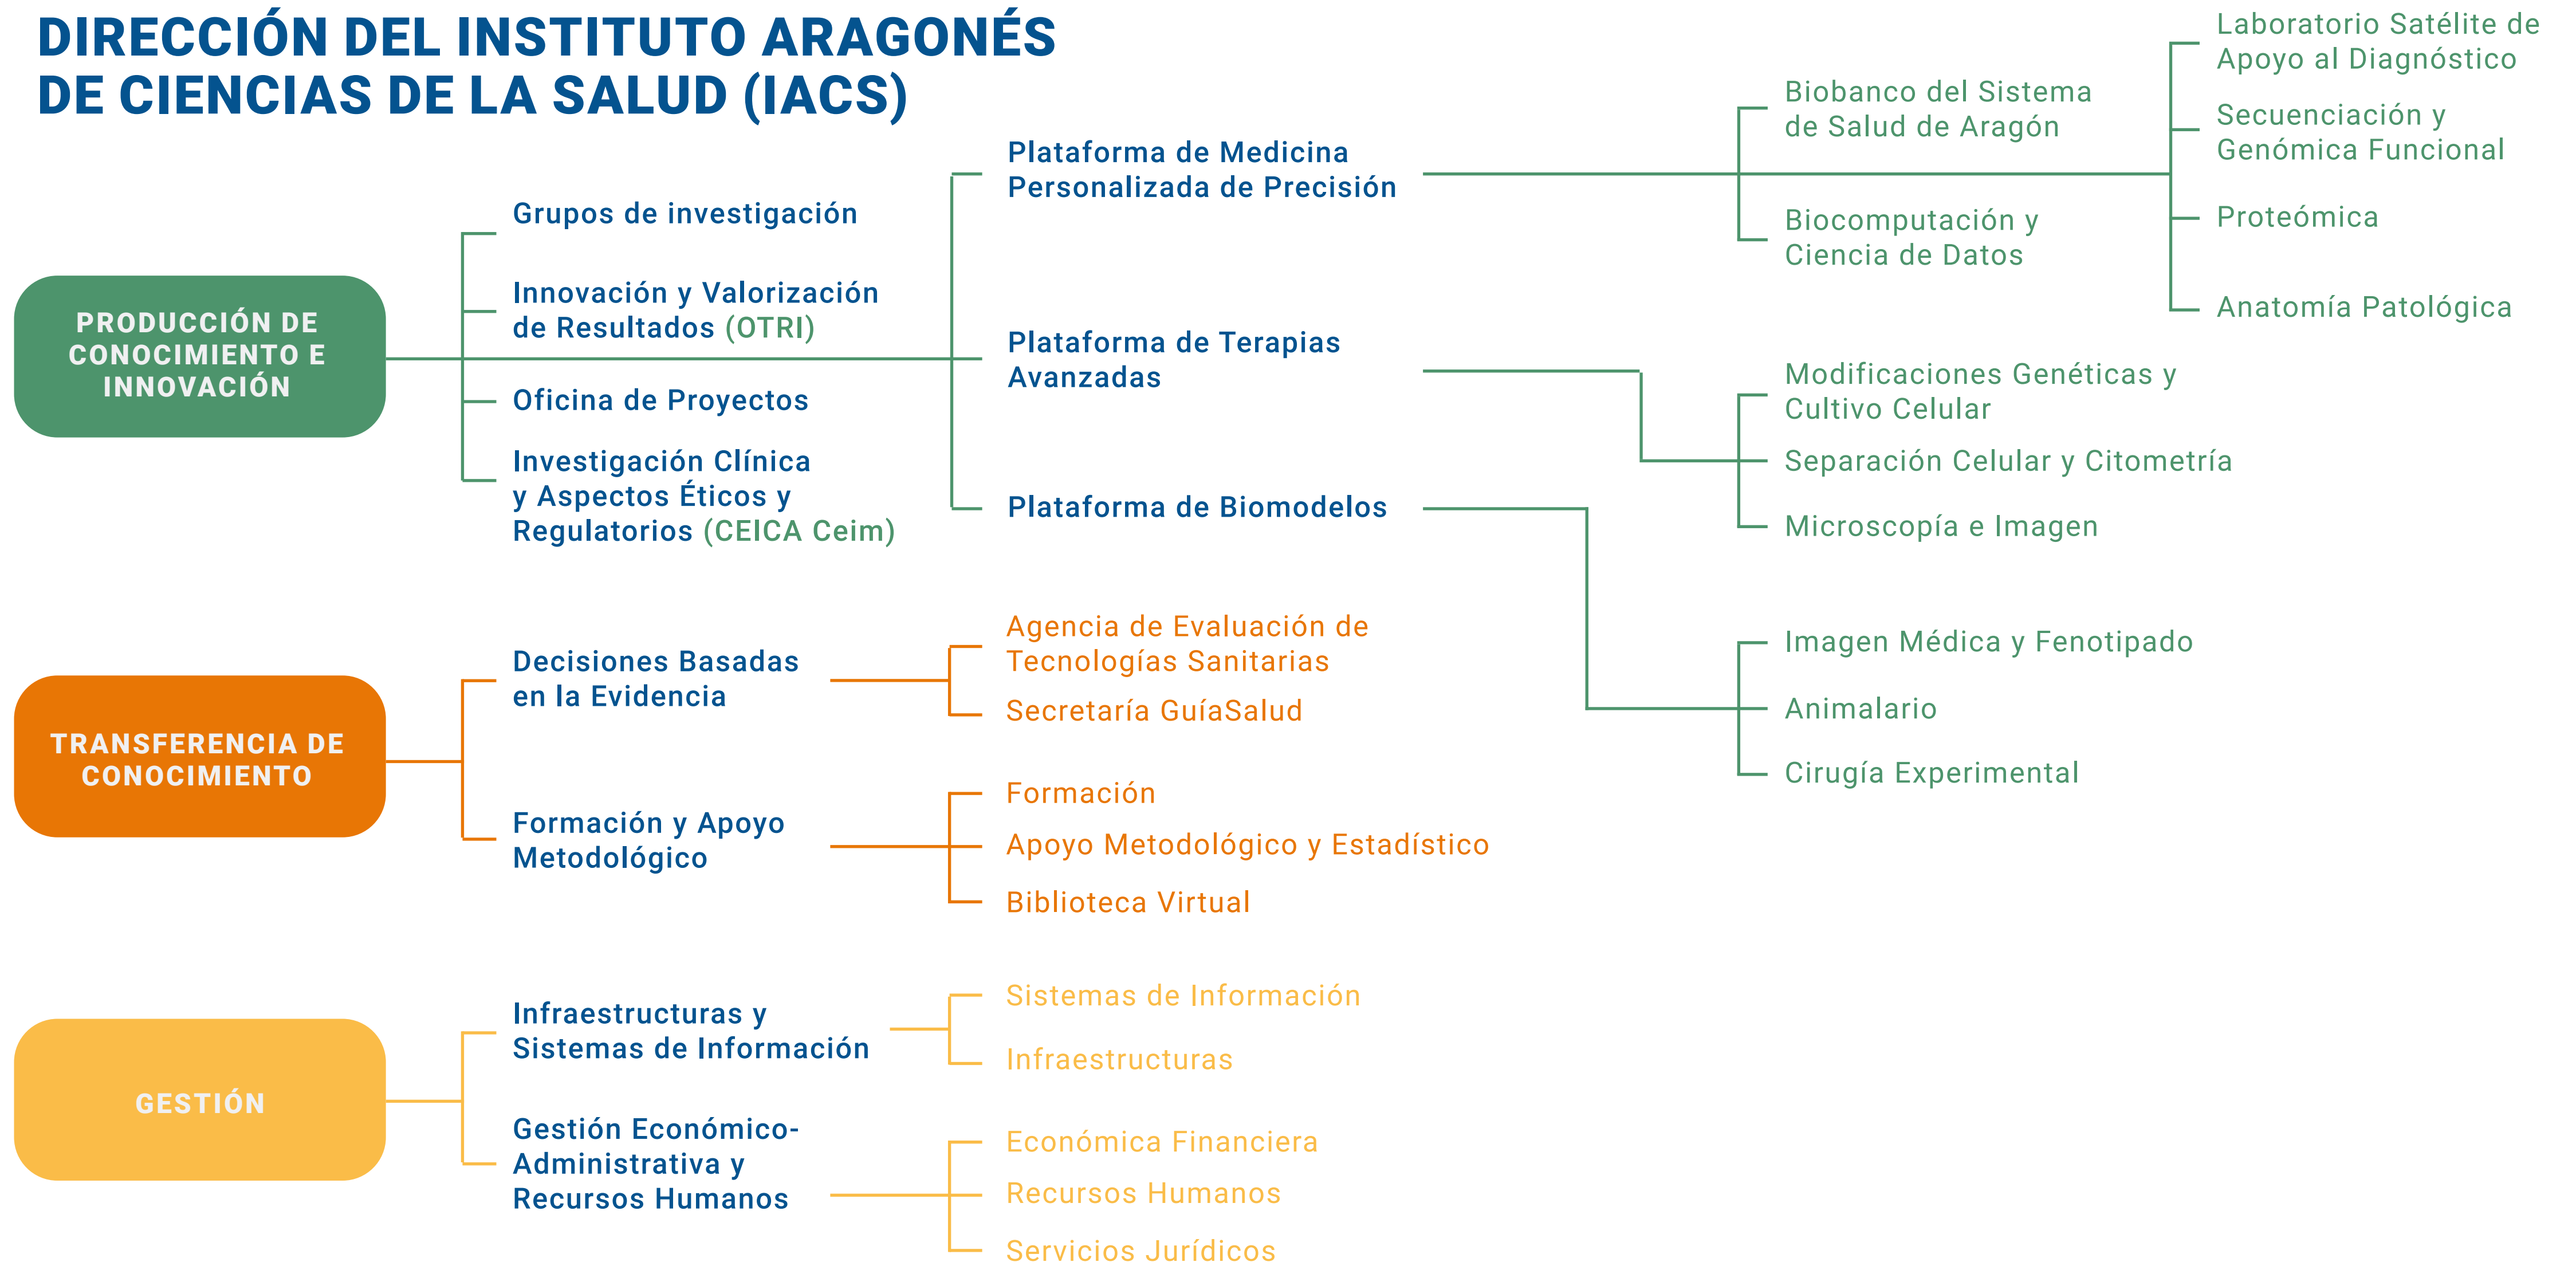 DIRECCIÓN DEL INSTITUTO ARAGONÉS
DE CIENCIAS DE LA SALUD (IACS)
PRODUCCIÓN DE
CONOCIMIENTO E
INNOVACIÓN
Grupos de investigación
Innovación y Valorización
de Resultados (OTRI)
Oficina de Proyectos
Investigación Clínica
y Aspectos Éticos y
Regulatorios (CEICA Ceim)
Plataforma de Medicina
Personalizada de Precisión
Biobanco del Sistema
de Salud de Aragón
Biocomputación y
Ciencia de Datos
Laboratorio Satélite de
Apoyo al Diagnóstico
Secuenciación y
Genómica Funcional
Proteómica
Anatomía Patológica
Plataforma de Terapias
Avanzadas
Modificaciones Genéticas y
Cultivo Celular
Separación Celular y Citometría
Microscopía e Imagen
Plataforma de Biomodelos
Imagen Médica y Fenotipado
Animalario
Cirugía Experimental
TRANSFERENCIA DE
CONOCIMIENTO
Decisiones Basadas
en la Evidencia
Agencia de Evaluación de
Tecnologías Sanitarias
Secretaría GuíaSalud
Formación y Apoyo
Metodológico
Formación
Apoyo Metodológico y Estadístico
Biblioteca Virtual
GESTIÓN
Infraestructuras y
Sistemas de Información
Sistemas de Información
Infraestructuras
Gestión Económico-
Administrativa y
Recursos Humanos
Económica Financiera
Recursos Humanos
Servicios Jurídicos